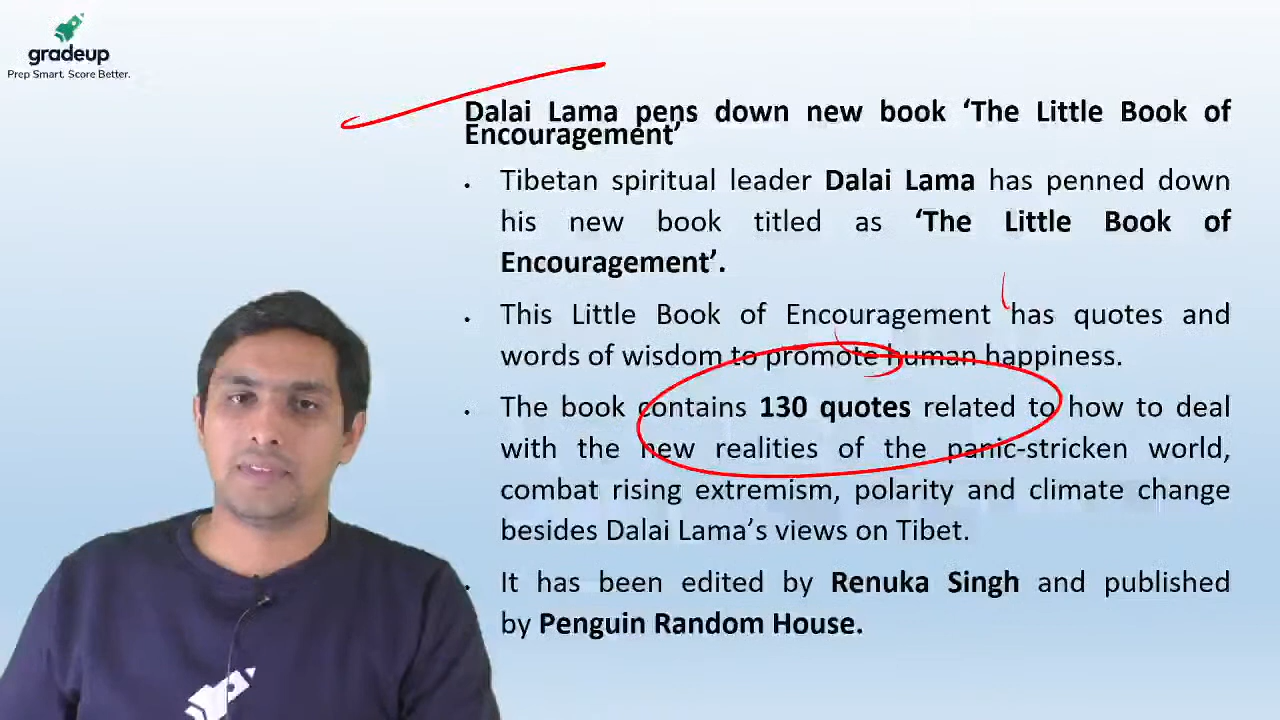 gradeup
Prep Smart. Score Better.
Dalai Lama pens down new book ‘The Little Book of
Encouragement’
• Tibetan spiritual leader Dalai Lama has penned down
his new book titled as ‘The Little Book of
Encouragement’.
• This Little Book of Encouragement has quotes and
words of wisdom to promote human happiness.
• The book contains 130 quotes related to how to deal
with the new realities of the panic-stricken world,
combat rising extremism, polarity and climate change
besides Dalai Lama’s views on Tibet.
• It has been edited by Renuka Singh and published
by Penguin Random House.